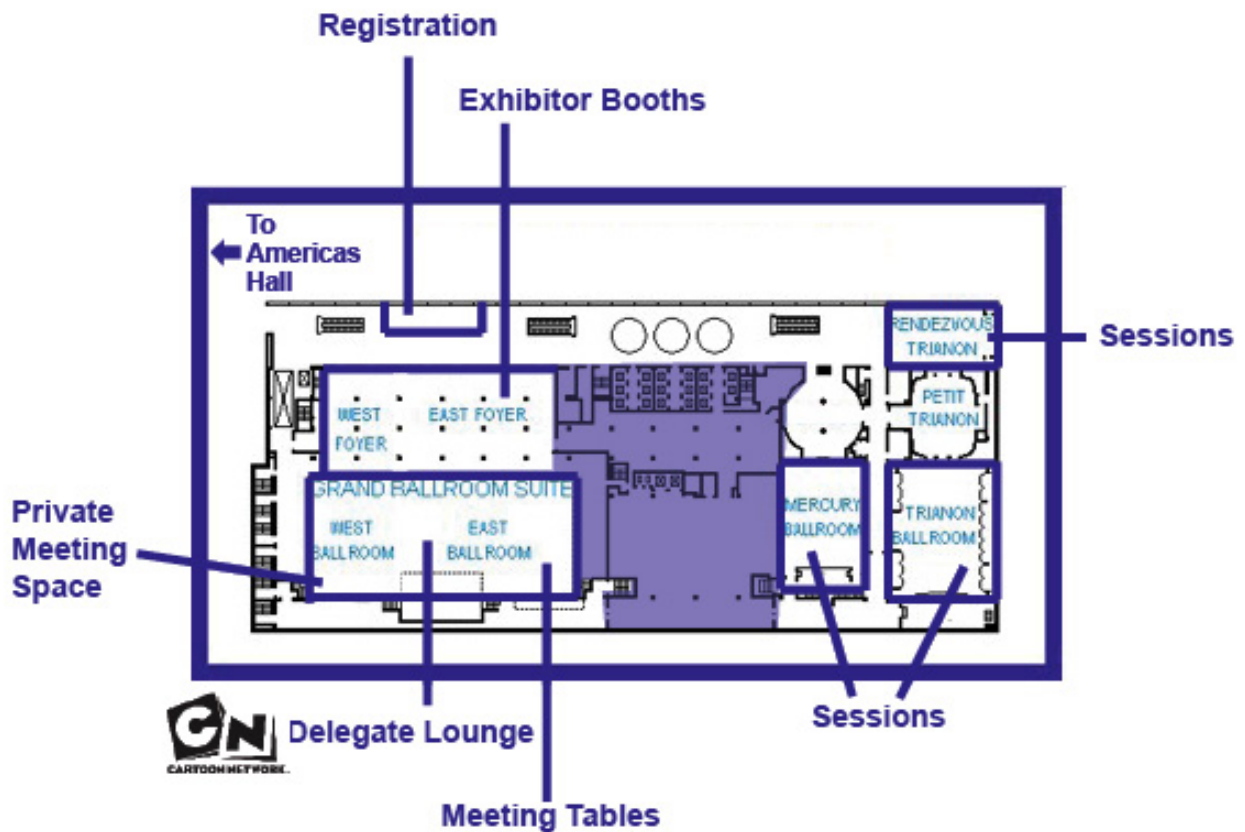 Registration
Exhibitor Booths
To
Americas
Hall
RENDEZVOUS
TRIANON
Sessions
WEST
FOYER
EAST FOYER
PETIT
TRIANON
GRAND BALLROOM SUITE
Private
Meeting
Space
WEST
BALLROOM
EAST
BALLROOM
MERCURY
BALLROOM
TRIANON
BALLROOM
Sessions
CN
CARTOON NETWORK.
Delegate Lounge
Meeting Tables